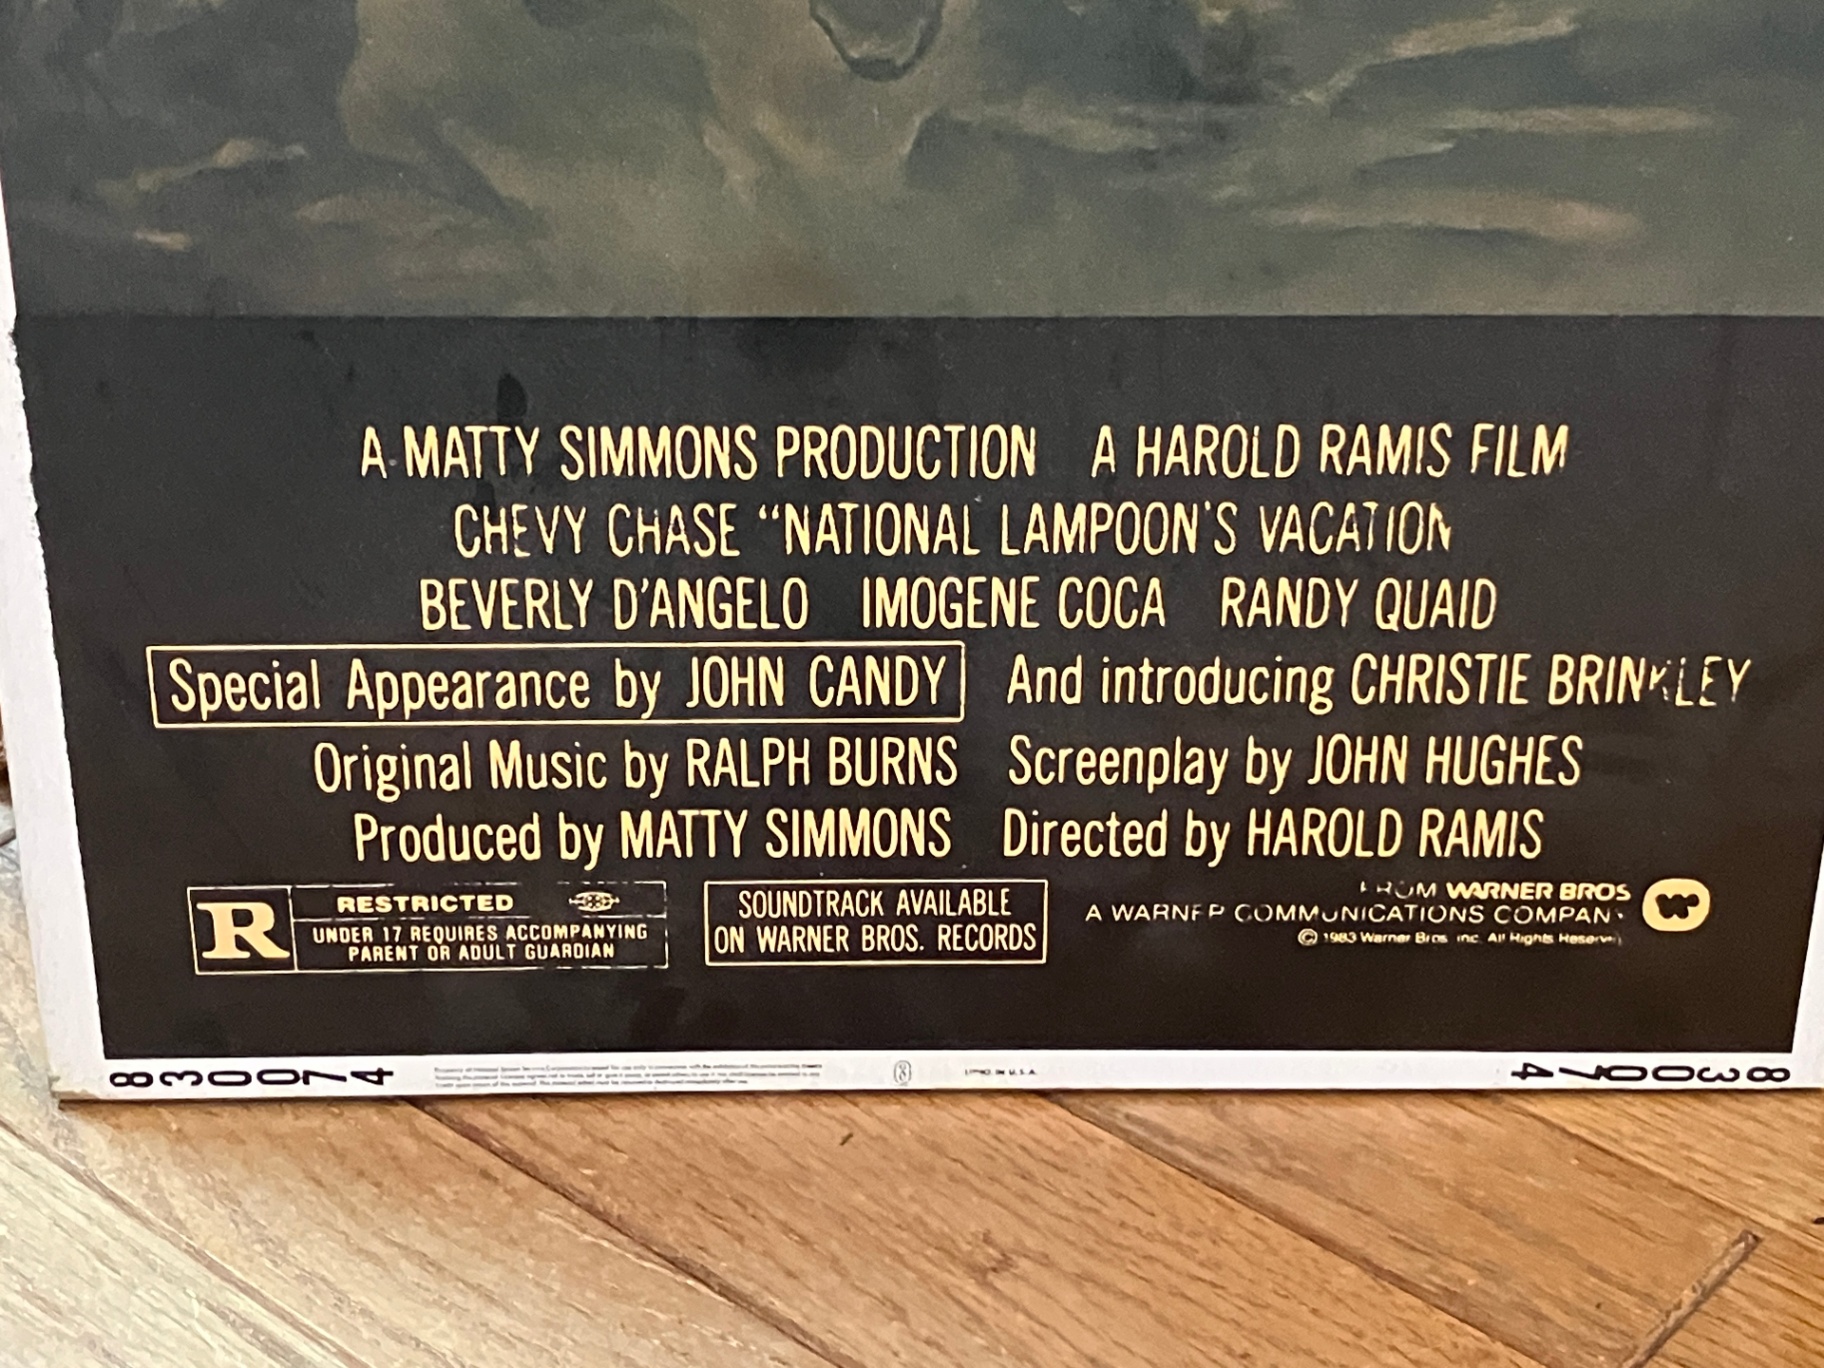 A MATTY SIMMONS PRODUCTION A HAROLD RAMIS FILM
CHEVY CHASE "NATIONAL LAMPOON'S VACATION
BEVERLY D'ANGELO IMOGENE COCA RANDY QUAID
Special Appearance by JOHN CANDY And introducing CHRISTIE BRINKLEY
Original Music by RALPH BURNS Screenplay by JOHN HUGHES
Produced by MATTY SIMMONS Directed by HAROLD RAMIS
R RESTRICTED
UNDER 17 REQUIRES ACCOMPANYING
PARENT OR ADULT GUARDIAN
SOUNDTRACK AVAILABLE
ON WARNER BROS. RECORDS
FROM WARNER BROS
A WARNER COMMUNICATIONS COMPANY
© 1983 Warner Bros. Inc. All Rights Reserved
830074
830074